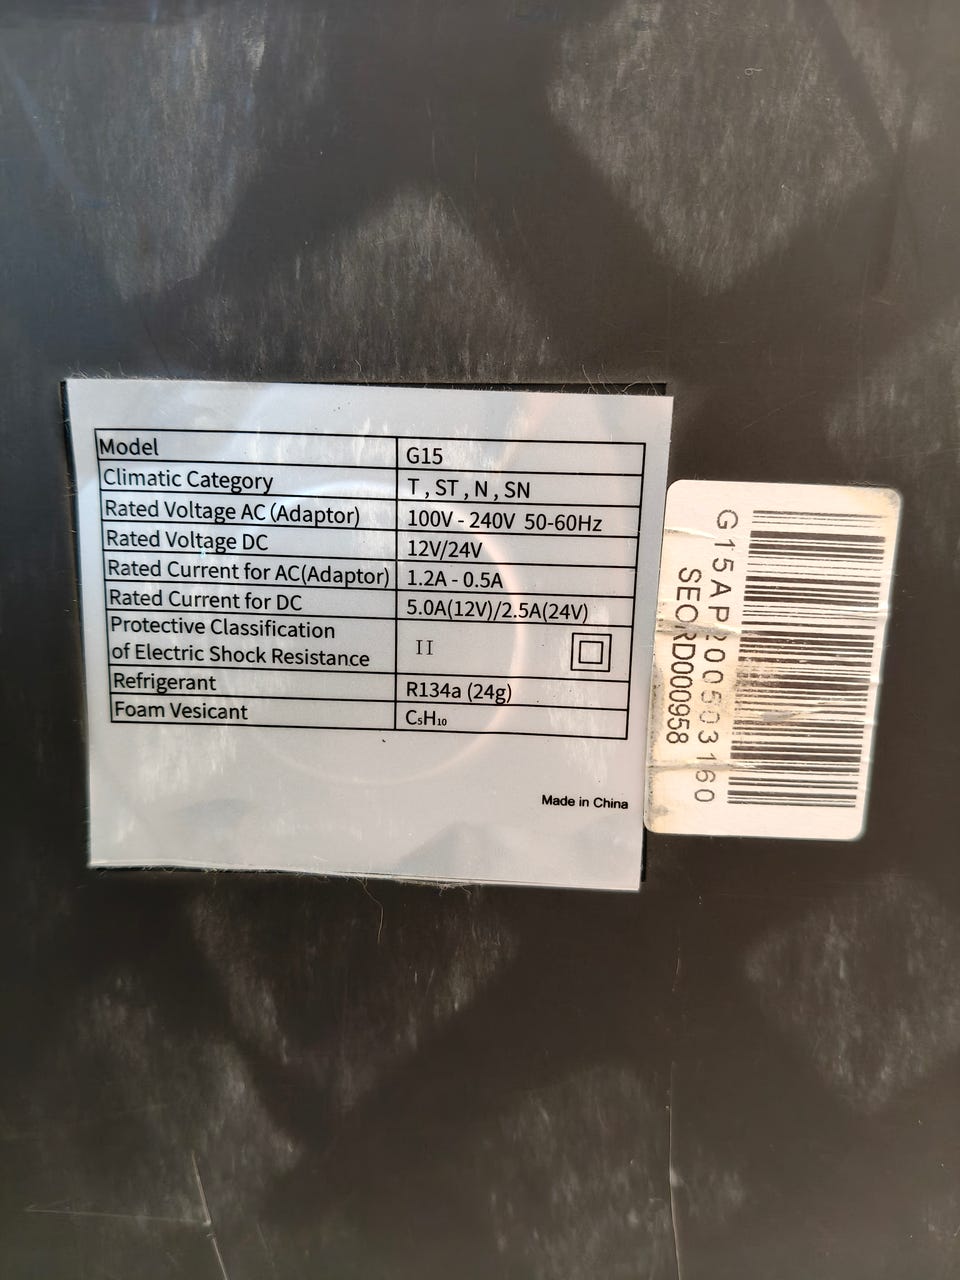 Model G15
Climatic Category T , ST , N , SN
Rated Voltage AC (Adaptor) 100V - 240V 50-60Hz
Rated Voltage DC 12V/24V
Rated Current for AC(Adaptor) 1.2A - 0.5A
Rated Current for DC 5.0A(12V)/2.5A(24V)
Protective Classification
of Electric Shock Resistance II
Refrigerant R134a (24g)
Foam Vesicant C₅H₁₀
Made in China
G15AP200503160
SEORD000958